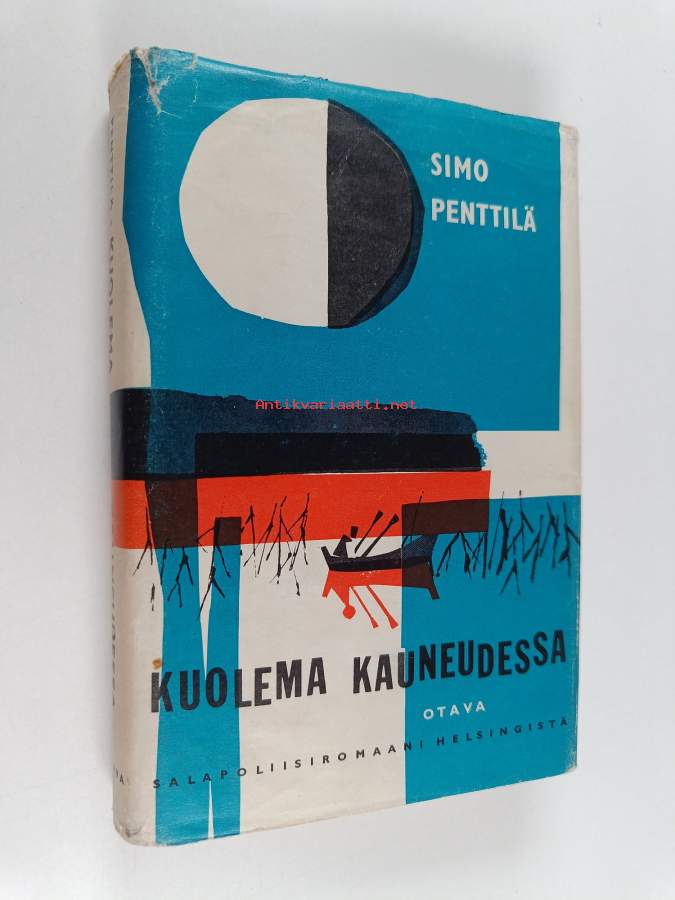 SIMO
PENTTILÄ
Antikvariaatti.net
KUOLEMA KAUNEUDESSA
OTAVA
SALAPOLIISIROMAANI HELSINGISTÄ